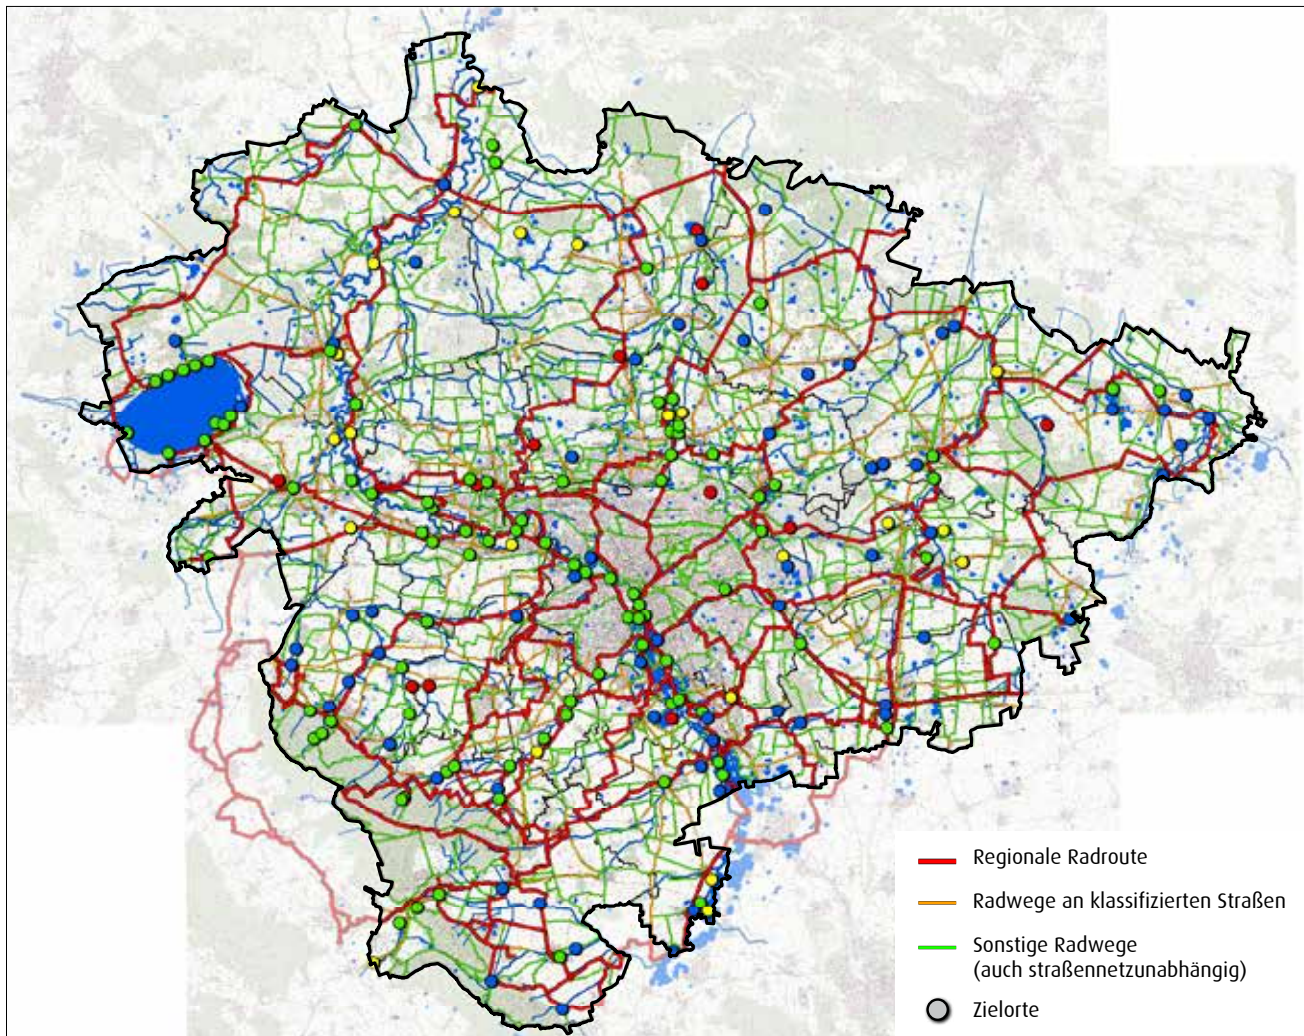 Regionale Radroute
Radwege an klassifizierten Straßen
Sonstige Radwege
(auch straßennetzunabhängig)
Zielorte